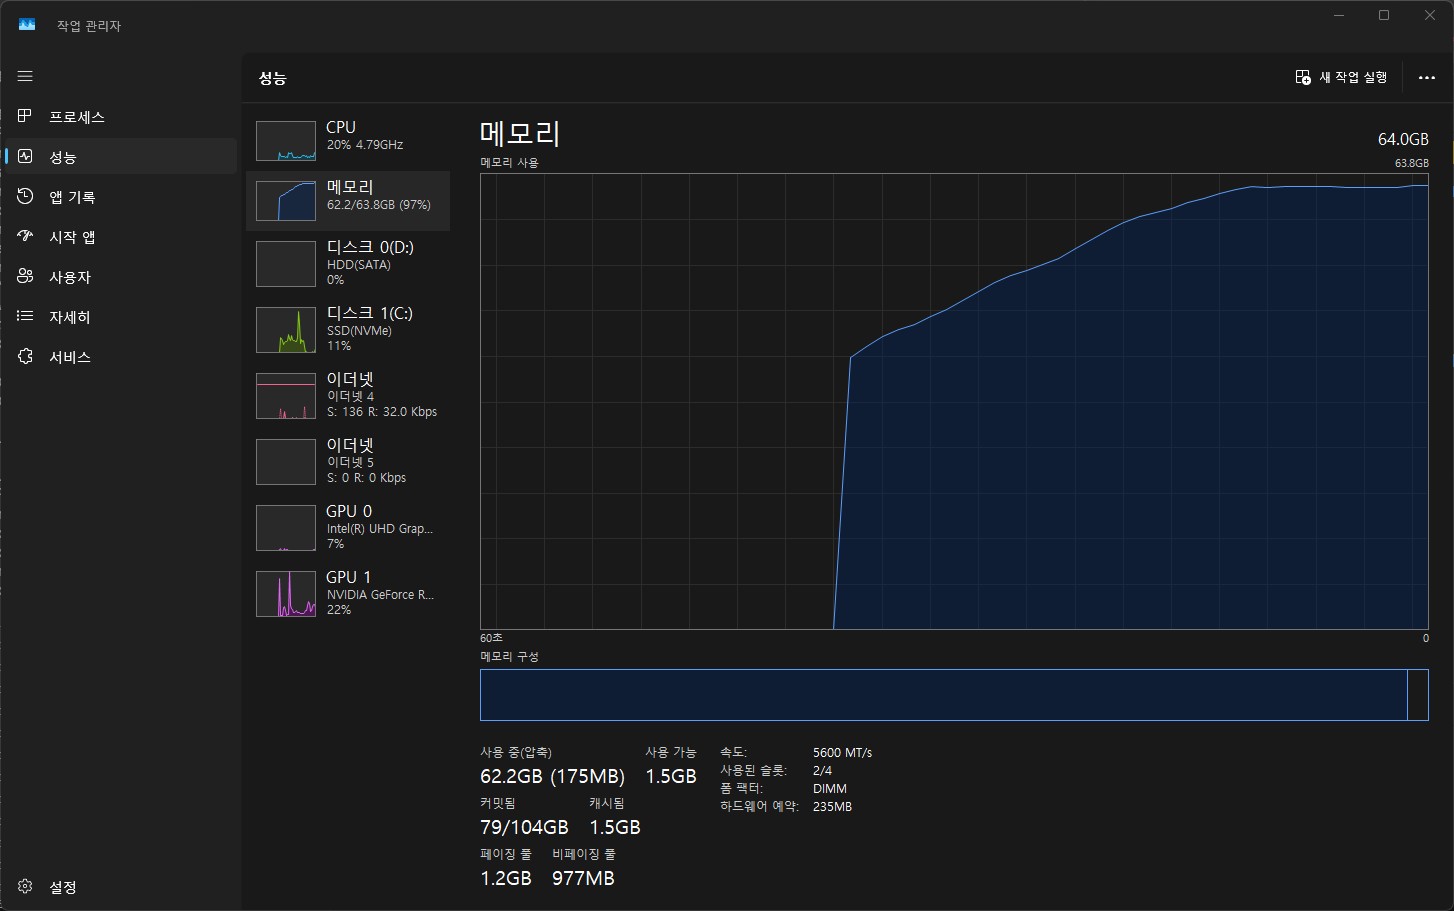 작업 관리자
프로세스
성능
앱 기록
시작 앱
사용자
자세히
서비스
설정
성능
새 작업 실행
CPU
20% 4.79GHz
메모리
62.2/63.8GB (97%)
디스크 0(D:)
HDD(SATA)
0%
디스크 1(C:)
SSD(NVMe)
11%
이더넷
이더넷 4
S: 136 R: 32.0 Kbps
이더넷
이더넷 5
S: 0 R: 0 Kbps
GPU 0
Intel(R) UHD Grap...
7%
GPU 1
NVIDIA GeForce R...
22%
메모리
64.0GB
메모리 사용
63.8GB
60초
0
메모리 구성
사용 중(압축)
62.2GB (175MB)
사용 가능
1.5GB
커밋됨
79/104GB
캐시됨
1.5GB
페이징 풀
1.2GB
비페이징 풀
977MB
속도: 5600 MT/s
사용된 슬롯: 2/4
폼 팩터: DIMM
하드웨어 예약: 235MB